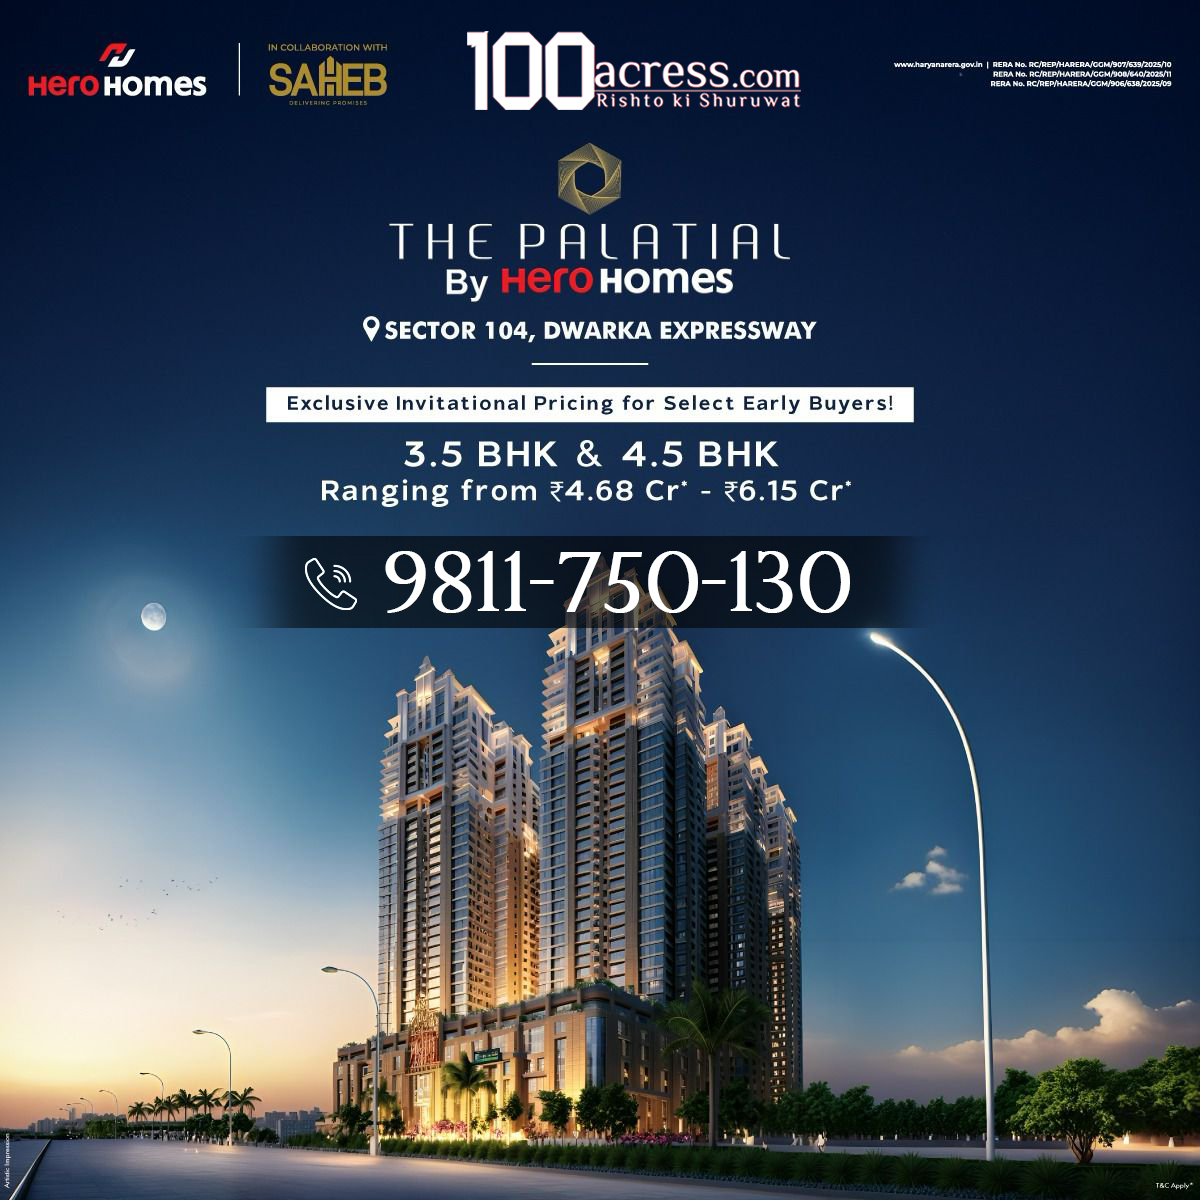 Hero Homes
IN COLLABORATION WITH
SAHEB
DELIVERING PROMISES
100acress.com
Rishto ki Shuruwat
www.haryanarera.gov.in | RERA No. RC/REP/HARERA/GGM/907/639/2025/10
RERA No. RC/REP/HARERA/GGM/908/640/2025/11
RERA No. RC/REP/HARERA/GGM/906/638/2025/09
THE PALATIAL
By Hero Homes
SECTOR 104, DWARKA EXPRESSWAY
Exclusive Invitational Pricing for Select Early Buyers!
3.5 BHK & 4.5 BHK
Ranging from ₹4.68 Cr* - ₹6.15 Cr*
9811-750-130
Artistic Impression
T&C Apply*